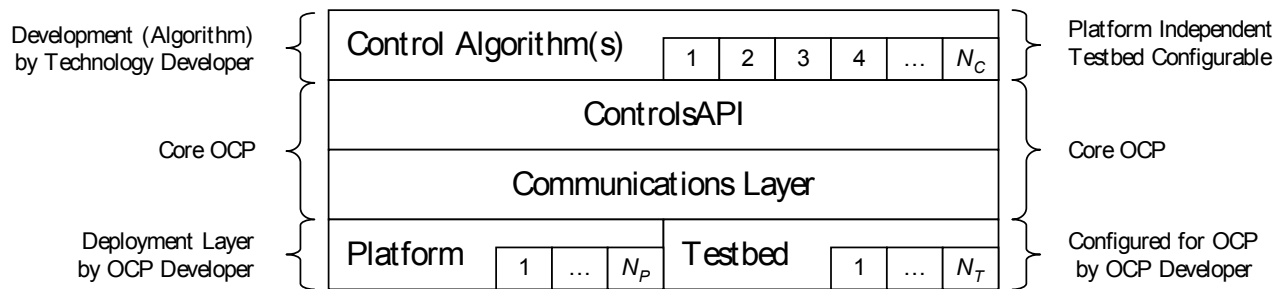 Development (Algorithm)
by Technology Developer
Control Algorithm(s)
1 2 3 4 … N_C
Platform Independent
Testbed Configurable
ControlsAPI
Core OCP
Core OCP
Communications Layer
Deployment Layer
by OCP Developer
Platform
1 … N_P
Testbed
1 … N_T
Configured for OCP
by OCP Developer